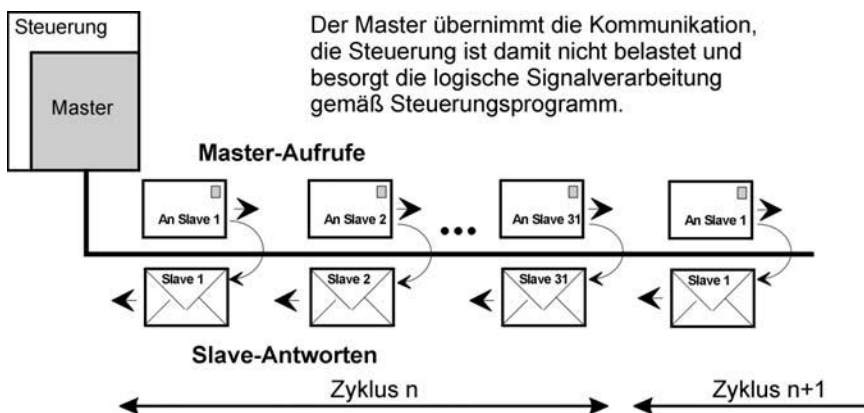 Steuerung
Master
Der Master übernimmt die Kommunikation,
die Steuerung ist damit nicht belastet und
besorgt die logische Signalverarbeitung
gemäß Steuerungsprogramm.
Master-Aufrufe
An Slave 1
An Slave 2
An Slave 31
An Slave 1
Slave 1
Slave 2
Slave 31
Slave 1
Slave-Antworten
Zyklus n
Zyklus n+1